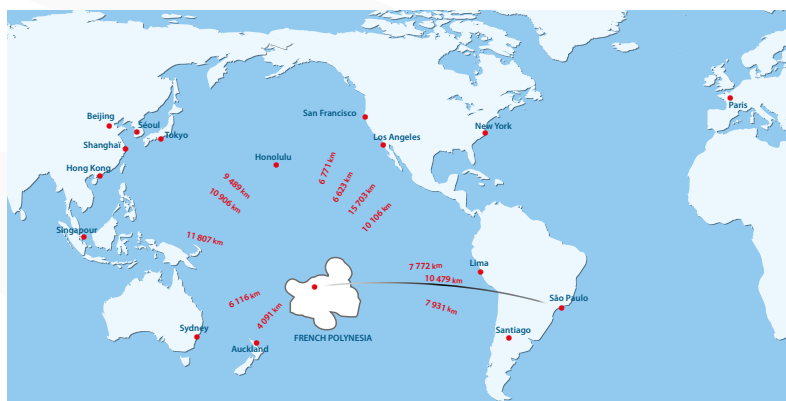 San Francisco
Beijing
Séoul
Tokyo
Los Angeles
New York
Paris
Shanghaï
Honolulu
Hong Kong
6 771 km
9 489 km
6 623 km
10 906 km
15 703 km
10 106 km
Singapour
11 807 km
Lima
7 772 km
10 479 km
6 116 km
São Paulo
7 931 km
4 091 km
Sydney
Santiago
FRENCH POLYNESIA
Auckland